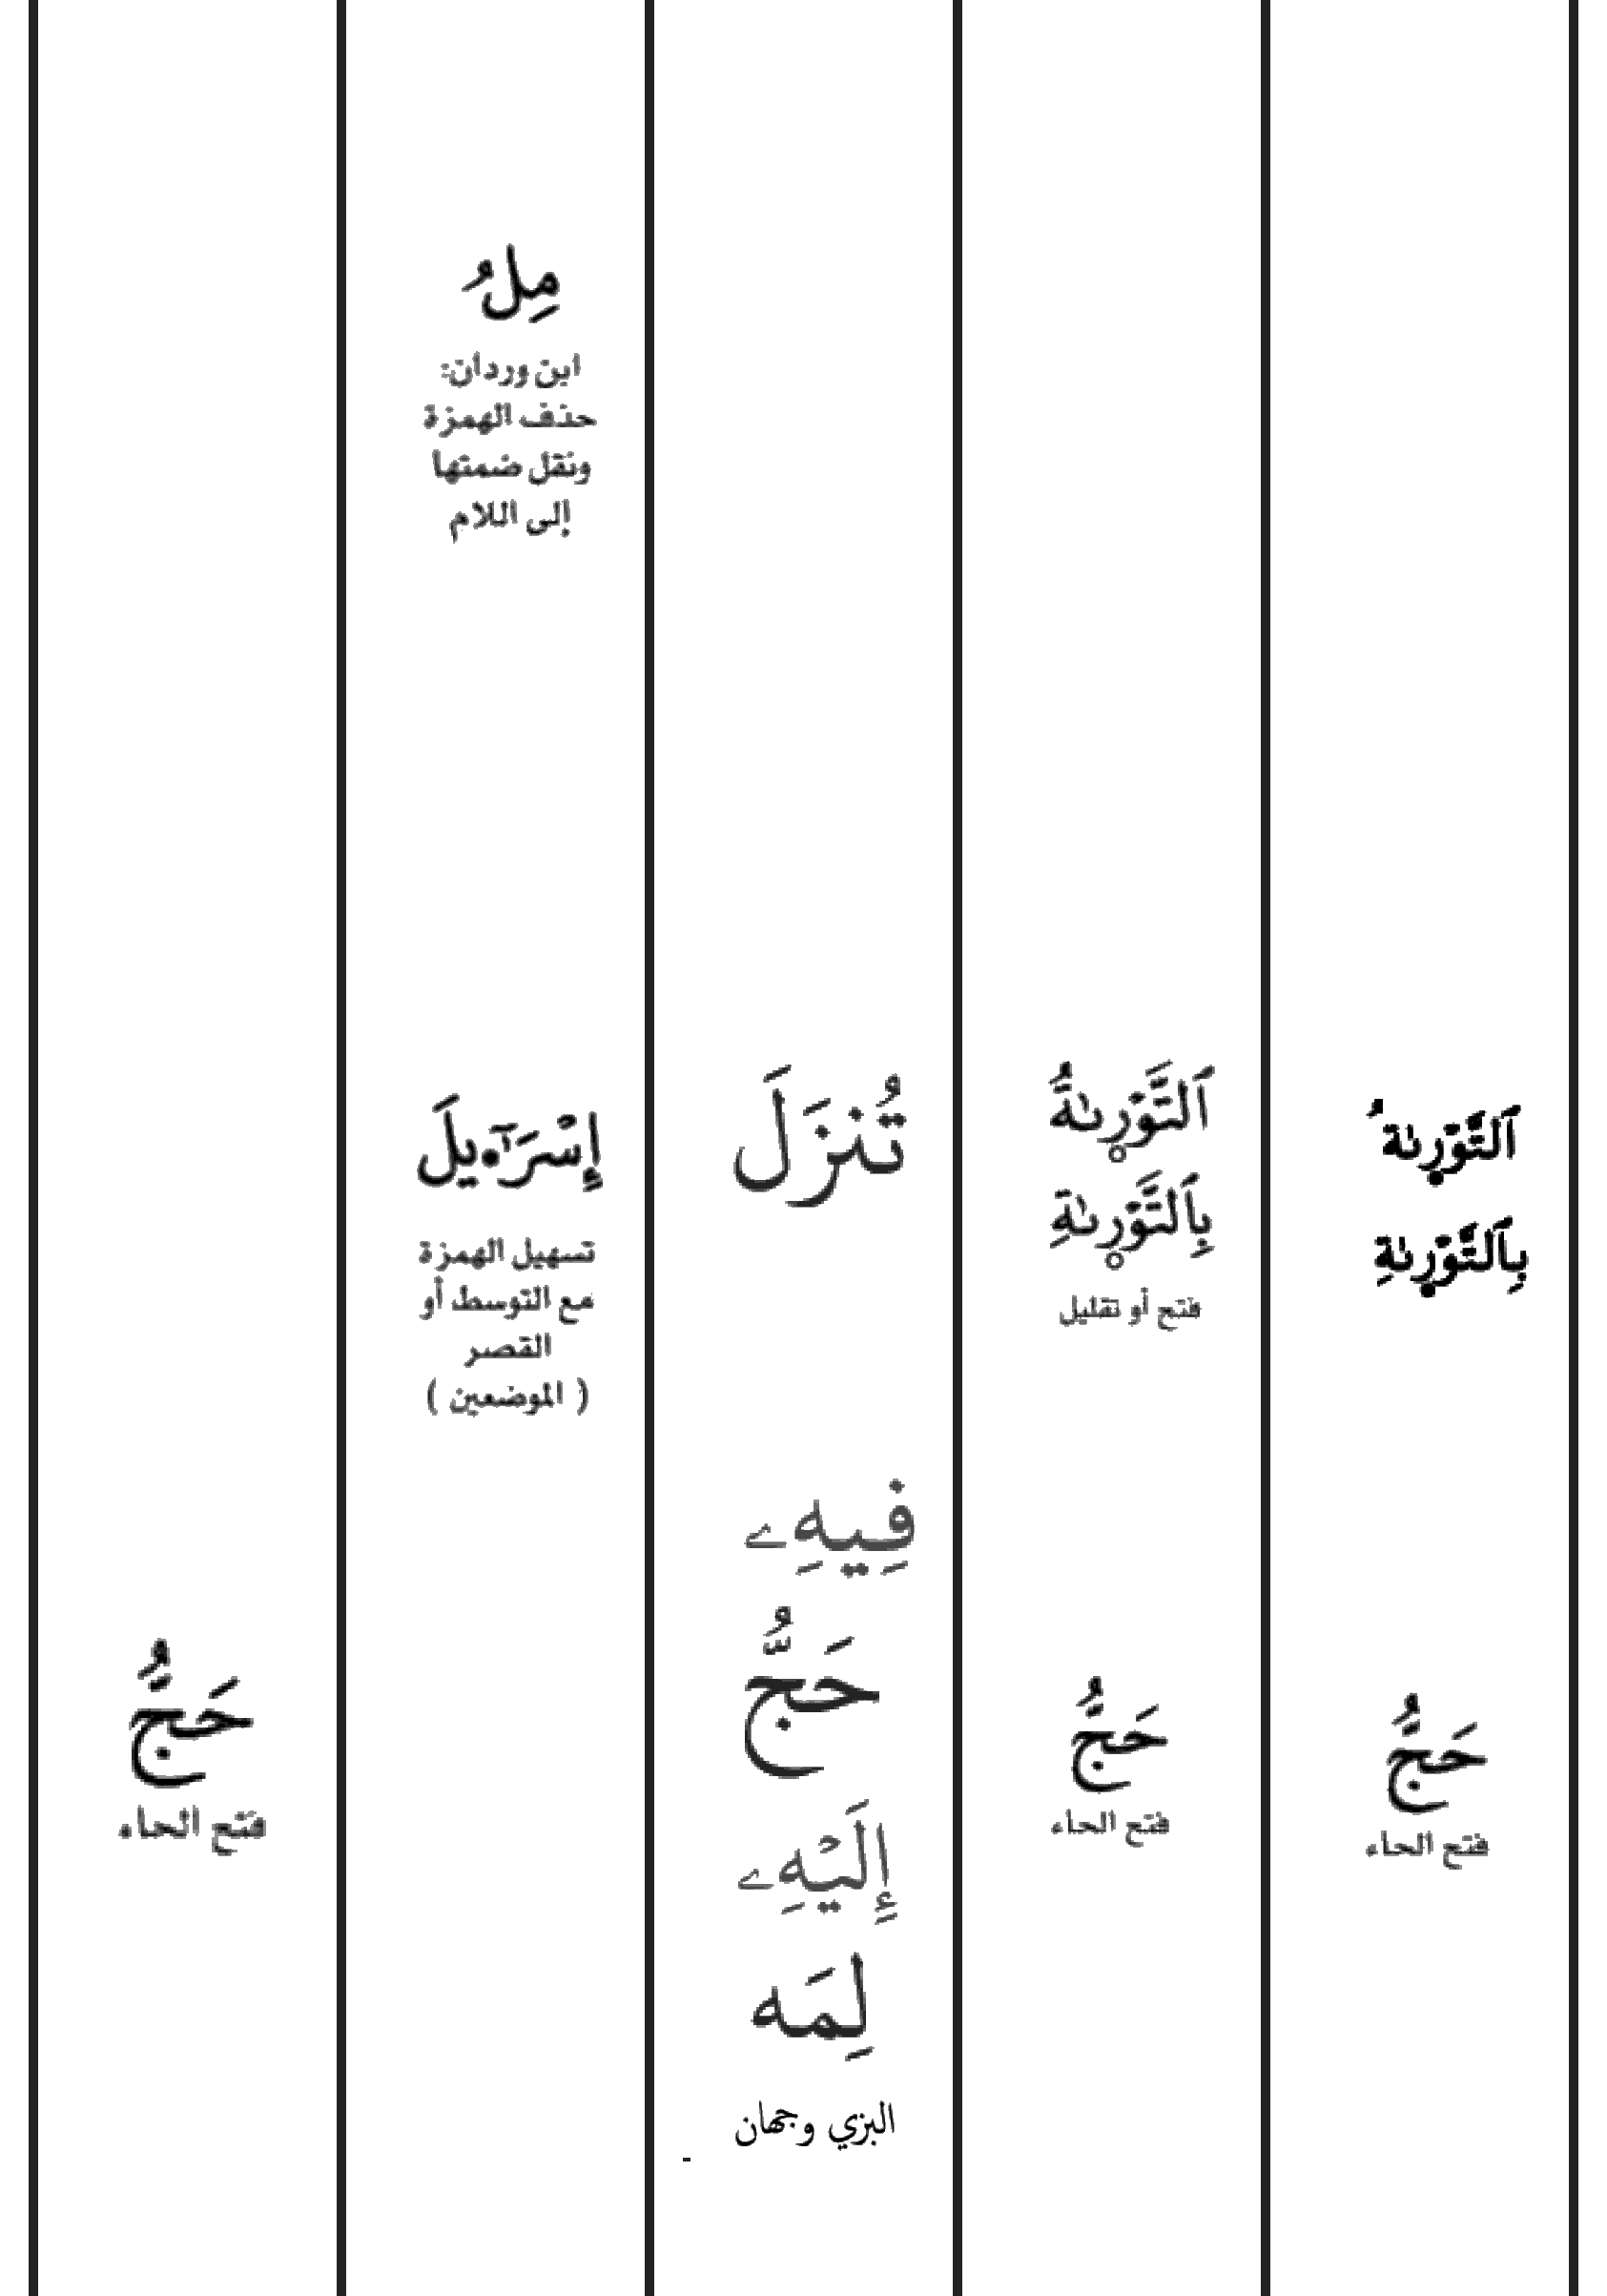 ٱلتَّوۡرٜىٰةُ
بِٱلتَّوۡرٜىٰةِ
حَجُّ
فتح الحاء
ٱلتَّوۡرٜىٰةُ
بِٱلتَّوۡرٜىٰةِ
فتح أو تقليل
حَجُّ
فتح الحاء
تُنزَلَ
فِيهِۦ
حَجُّ
إِلَيۡهِۦ
لِمَه
البزي وجهان
مِلُ
ابن وردان:
حذف الهمزة
ونقل ضمتها
إلى اللام
إِسۡرَٰٓ•يلَ
تسهيل الهمزة
مع التوسط أو
القصر
( الموضعين )
حَجُّ
فتح الحاء